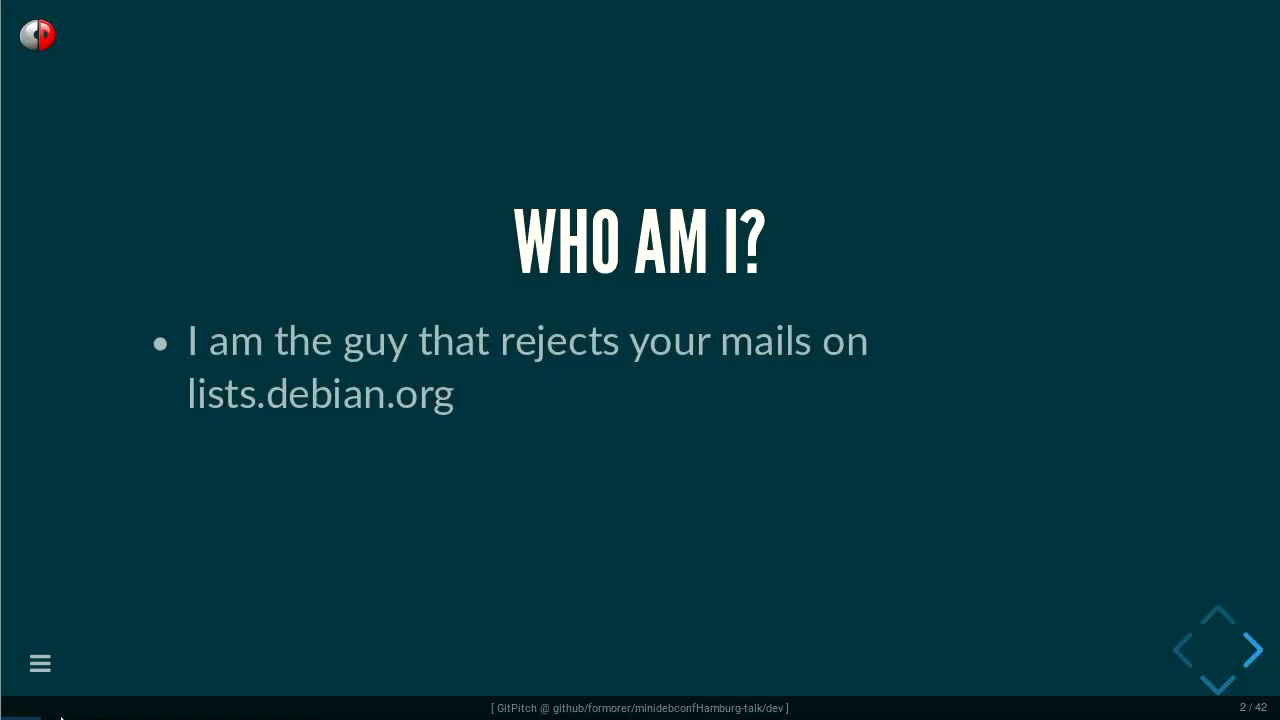 WHO AM I?
• I am the guy that rejects your mails on
lists.debian.org
[ GitPitch @ github/formorer/minidebconfHamburg-talk/dev ]
2 / 42